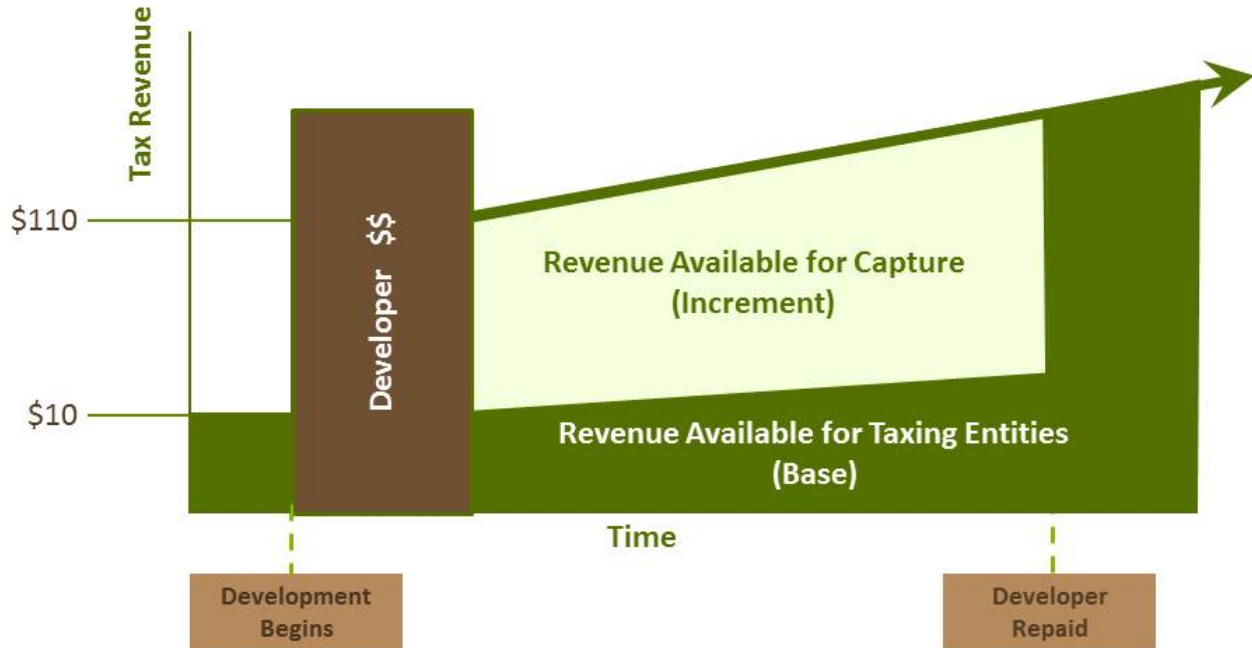 Tax Revenue
$110
$10
Developer $$
Revenue Available for Capture
(Increment)
Revenue Available for Taxing Entities
(Base)
Time
Development
Begins
Developer
Repaid